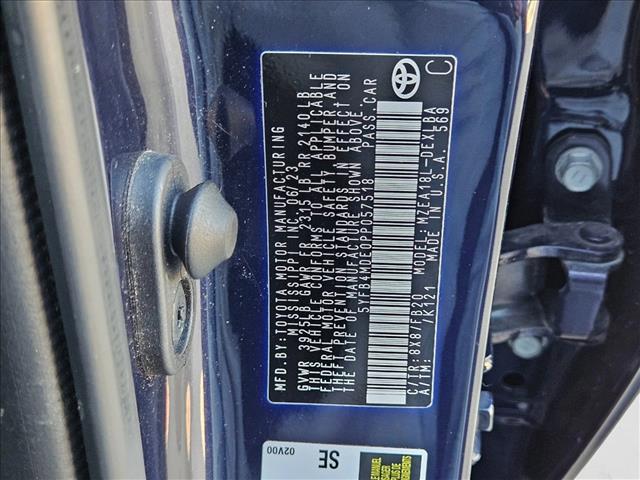 MFD.BY: TOYOTA MOTOR MANUFACTURING
MISSISSIPPI INC. 06/23
GVWR 3925LB GAWR FR 2315 LB RR 2140LB
THIS VEHICLE CONFORMS TO ALL APPLICABLE
FEDERAL MOTOR VEHICLE SAFETY BUMPER, AND
THEFT PREVENTION STANDARDS IN EFFECT ON
THE DATE OF MANUFACTURE SHOWN ABOVE.
5YFB4MDE0PP057518 PASS.CAR
C/TR: 8X8/FB20 MODEL: MZEA18L-DEXLBA
A/TM: /K121 MADE IN U.S.A. 569
C
SE
02V00